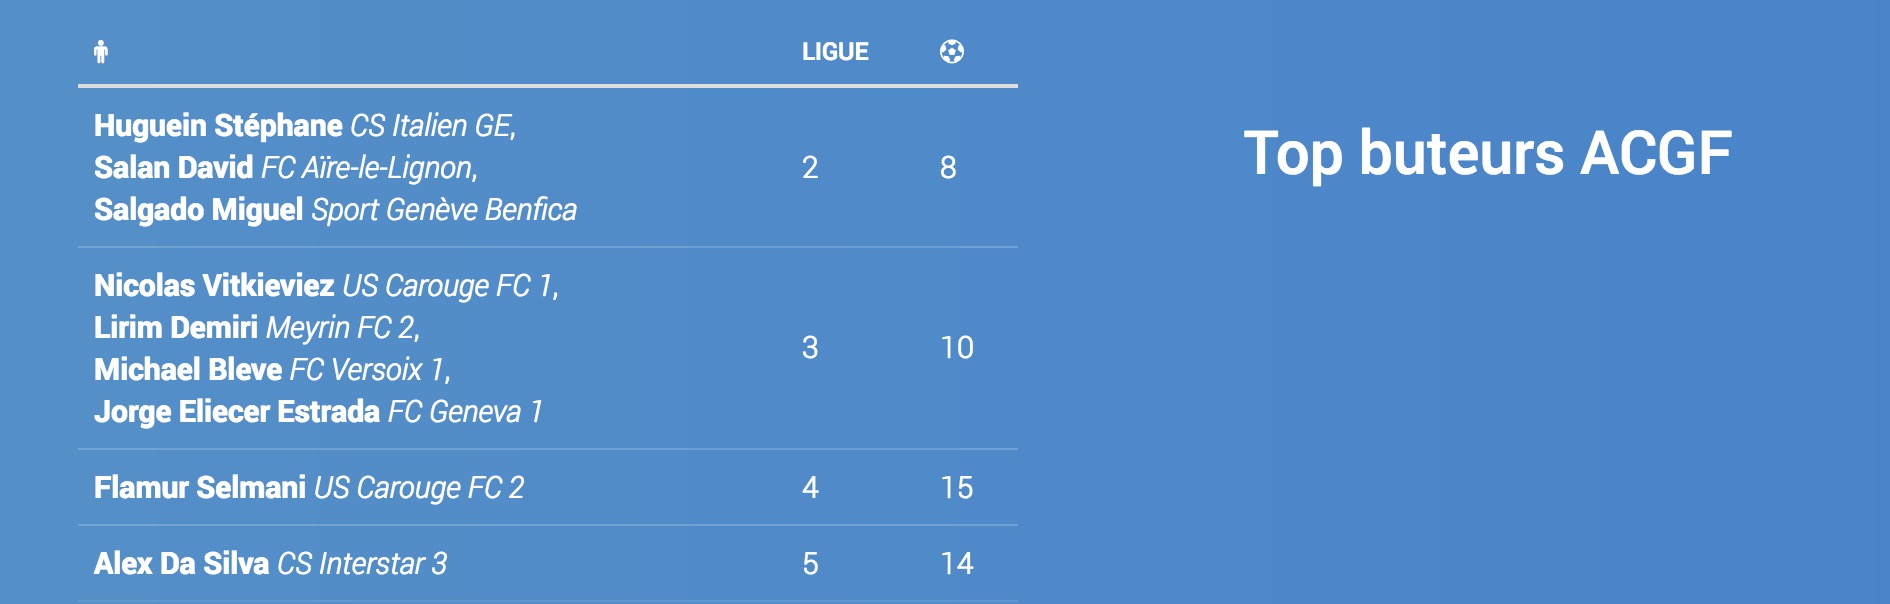 LIGUE
Huguein Stéphane CS Italien GE,
Salan David FC Aïre-le-Lignon,
Salgado Miguel Sport Genève Benfica
2
8
Nicolas Vitkieviez US Carouge FC 1,
Lirim Demiri Meyrin FC 2,
Michael Bleve FC Versoix 1,
Jorge Eliecer Estrada FC Geneva 1
3
10
Flamur Selmani US Carouge FC 2
4
15
Alex Da Silva CS Interstar 3
5
14
Top buteurs ACGF